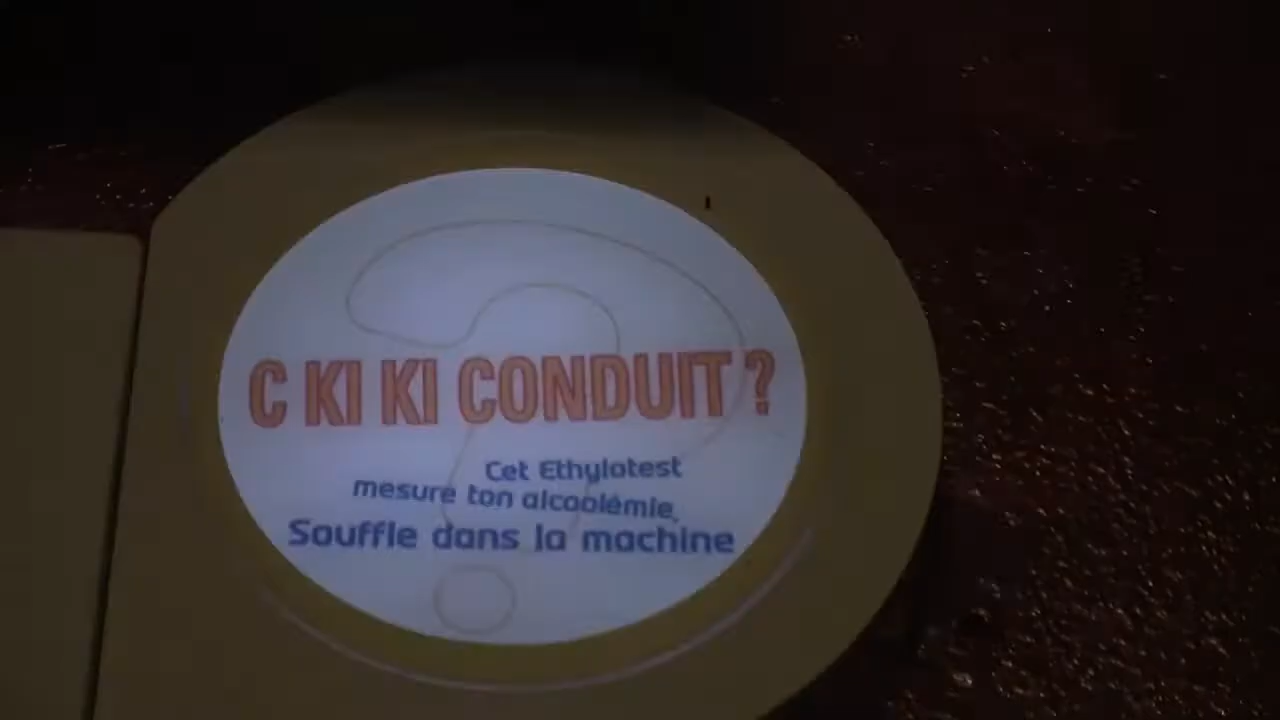 C KI KI CONDUIT ?
Cet Ethylotest
mesure ton alcoolémie,
Souffle dans la machine